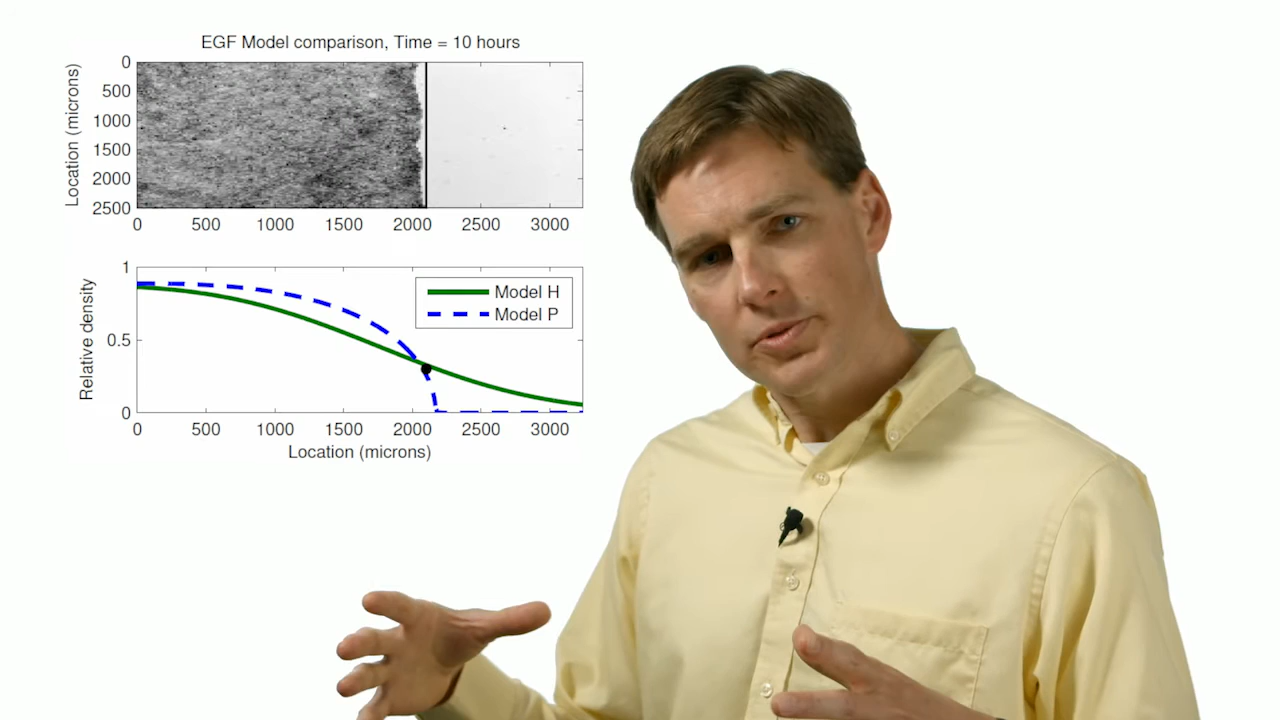 EGF Model comparison, Time = 10 hours
Location (microns)
0
500
1000
1500
2000
2500
0 500 1000 1500 2000 2500 3000
Relative density
1
0.5
0
Model H
Model P
0 500 1000 1500 2000 2500 3000
Location (microns)